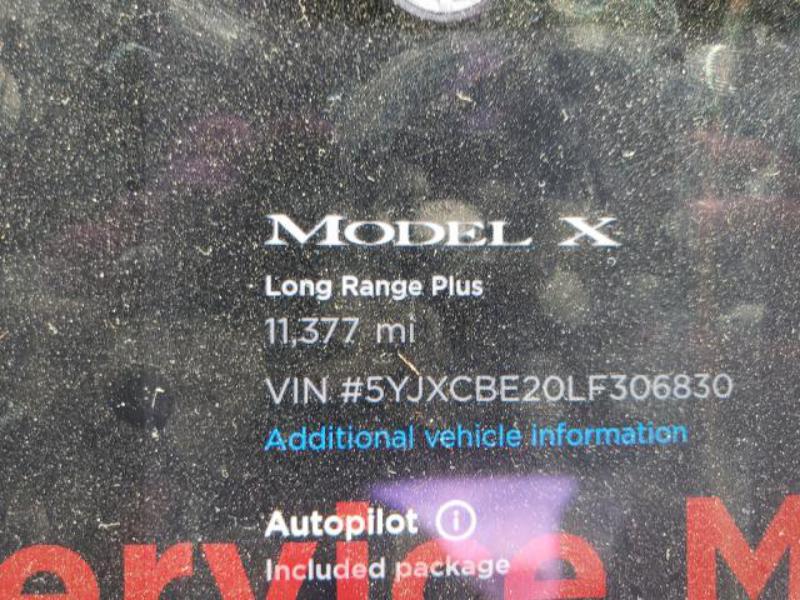 MODEL X
Long Range Plus
11,377 mi
VIN #5YJXCBE20LF306830
Additional vehicle information
Autopilot i
Included package
ervice M